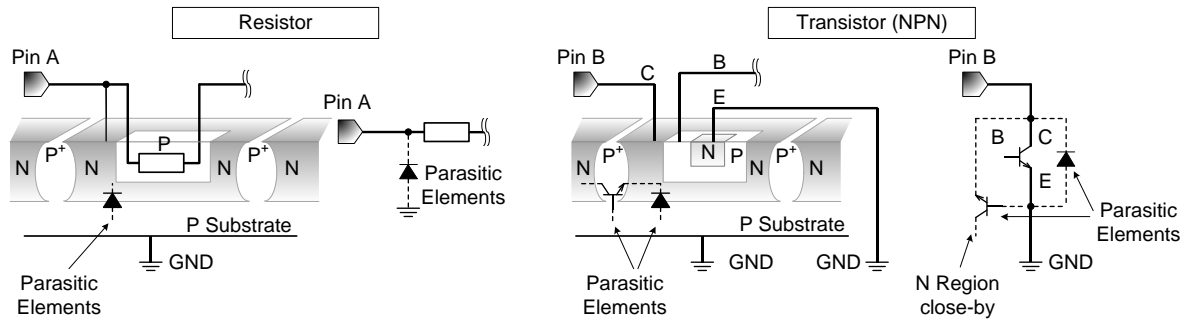 Resistor
Transistor (NPN)
Pin A
Pin B
Pin B
B
C
E
Pin A
P
N
P+
N
P+
N
N
P+
N
N
P
P+
N
B
C
E
Parasitic
Elements
P Substrate
P Substrate
Parasitic
Elements
GND
GND
GND
GND
Parasitic
Elements
Parasitic
Elements
N Region
close-by